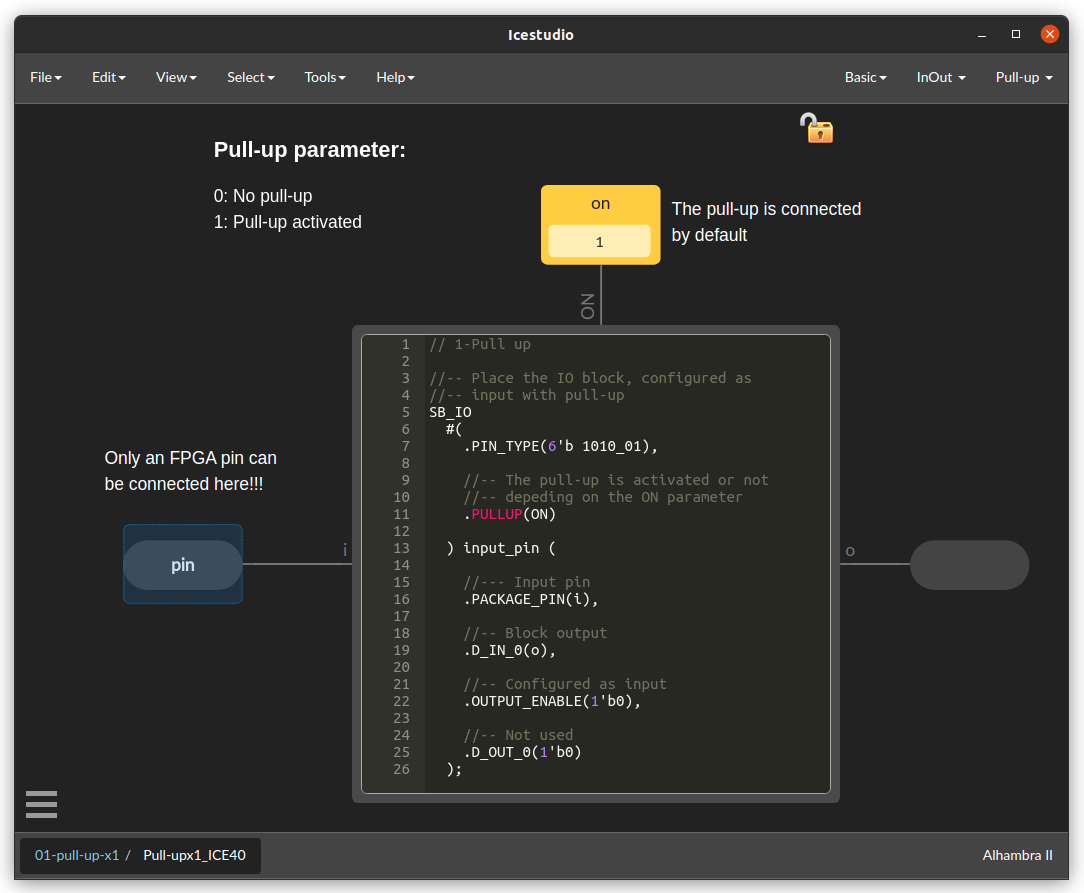 Icestudio
File Edit View Select Tools Help Basic InOut Pull-up
Pull-up parameter:
0: No pull-up
1: Pull-up activated
on
1
The pull-up is connected
by default
ON
1 // 1-Pull up
2
3 //-- Place the IO block, configured as
4 //-- input with pull-up
5 SB_IO
6 #(
7 .PIN_TYPE(6'b 1010_01),
8
9 //-- The pull-up is activated or not
10 //-- depeding on the ON parameter
11 .PULLUP(ON)
12
13 ) input_pin (
14
15 //--- Input pin
16 .PACKAGE_PIN(i),
17
18 //-- Block output
19 .D_IN_0(o),
20
21 //-- Configured as input
22 .OUTPUT_ENABLE(1'b0),
23
24 //-- Not used
25 .D_OUT_0(1'b0)
26 );
Only an FPGA pin can
be connected here!!!
pin
i
o
01-pull-up-x1 / Pull-upx1_ICE40
Alhambra II